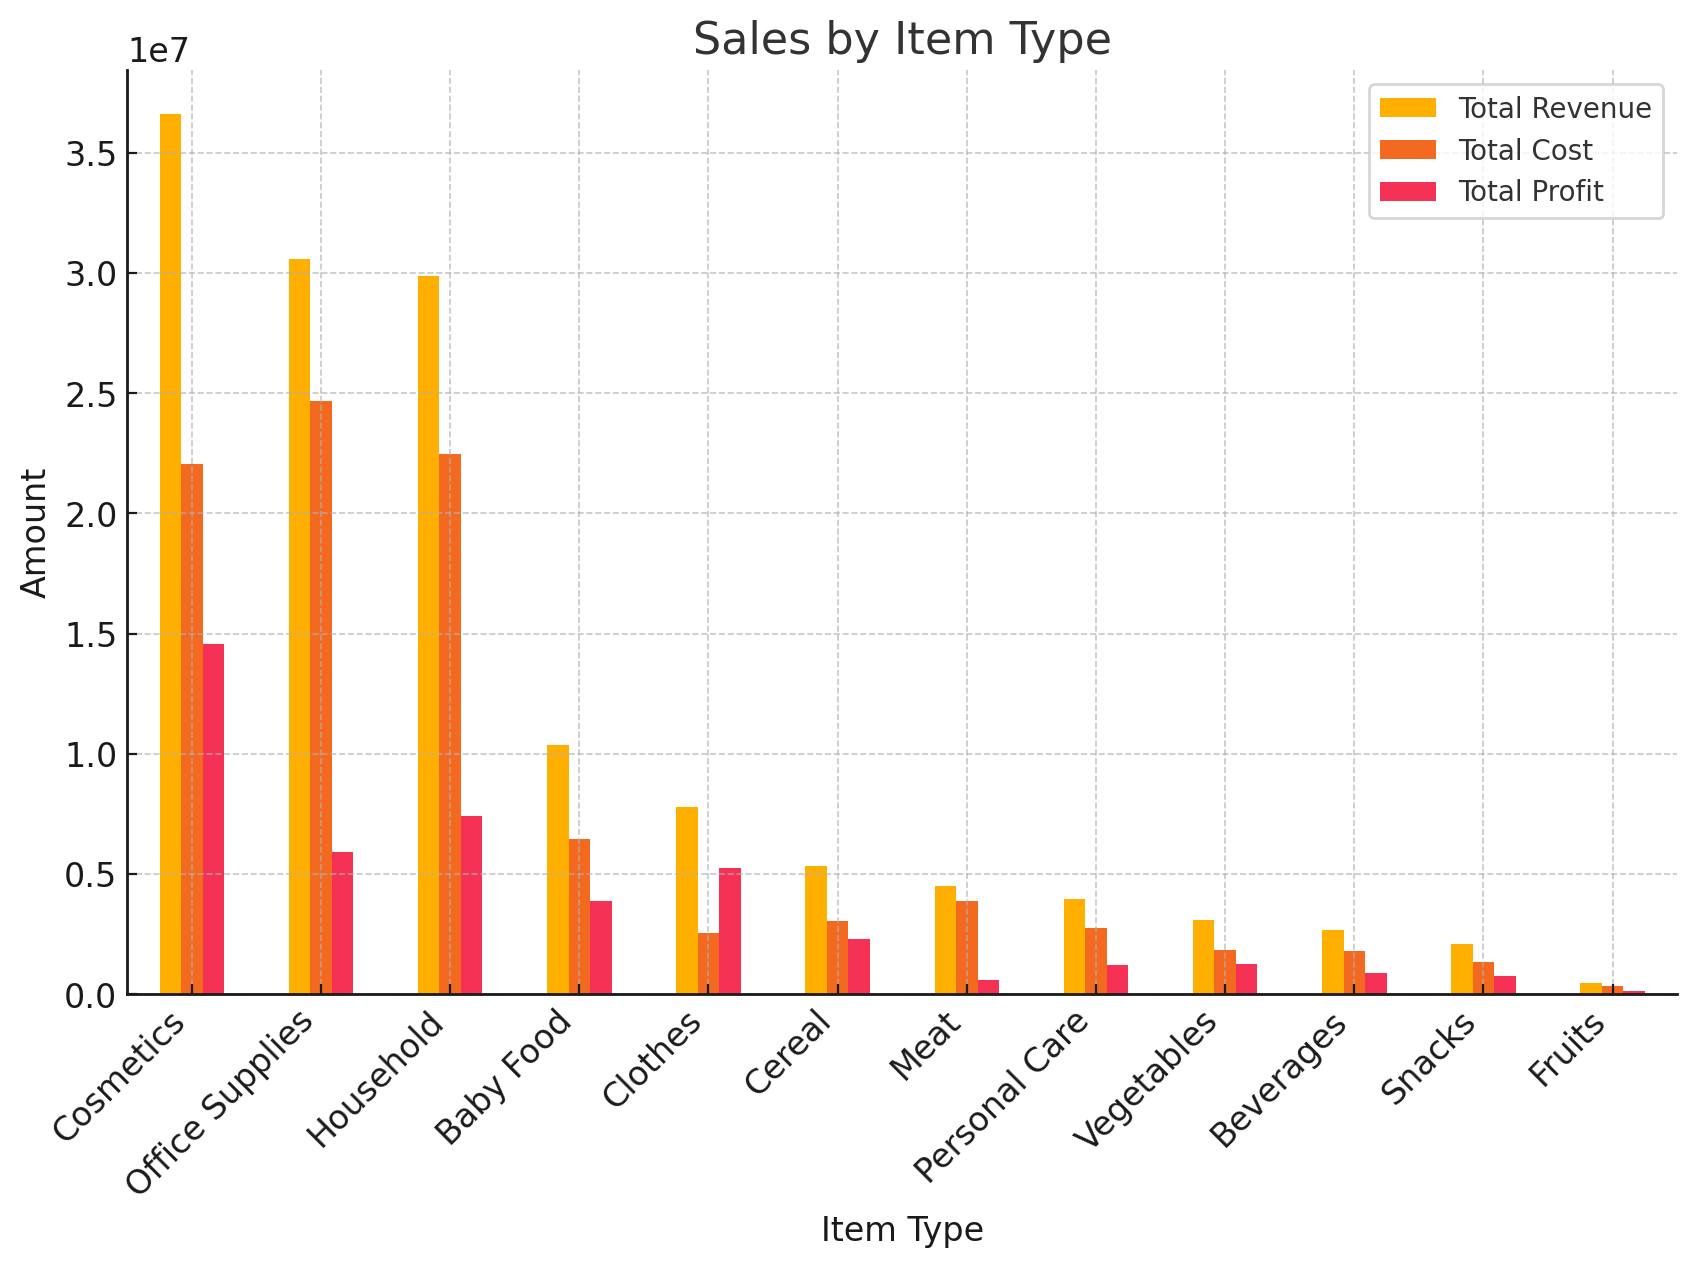 Sales by Item Type
1e7
Total Revenue
Total Cost
Total Profit
3.5
3.0
2.5
2.0
1.5
1.0
0.5
0.0
Amount
Cosmetics
Office Supplies
Household
Baby Food
Clothes
Cereal
Meat
Personal Care
Vegetables
Beverages
Snacks
Fruits
Item Type